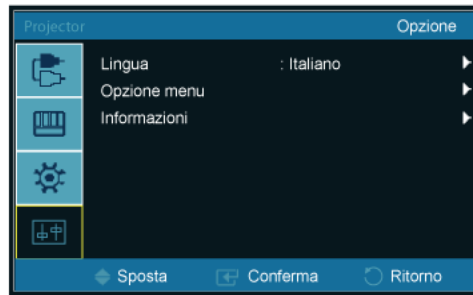 Projector Opzione
Lingua : Italiano
Opzione menu
Informazioni
Sposta Conferma Ritorno